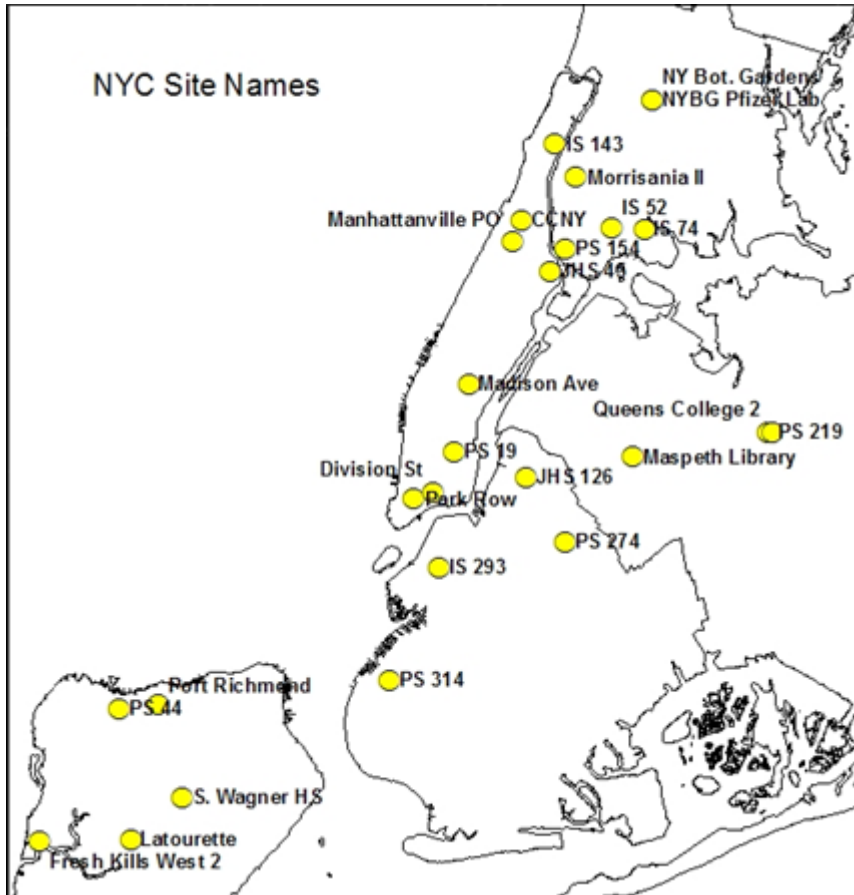 NYC Site Names
NY Bot. Gardens
NYBG Pfizer Lab
IS 143
Morrisania II
IS 52
Manhattanville PO
CCNY
IS 74
PS 154
JHS 45
Madison Ave
Queens College 2
PS 219
PS 19
Maspeth Library
Division St
JHS 126
Park Row
PS 274
IS 293
PS 314
Port Richmond
PS 44
S. Wagner HS
Latourette
Fresh Kills West 2